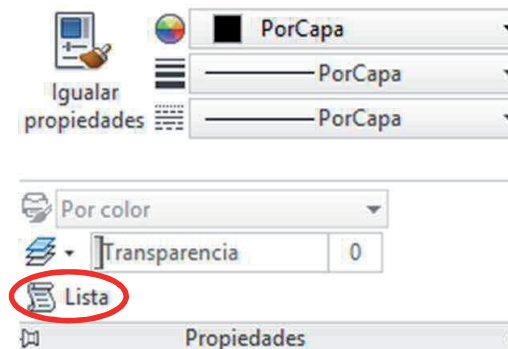 PorCapa
PorCapa
PorCapa
Igualar
propiedades
Por color
Transparencia 0
Lista
Propiedades